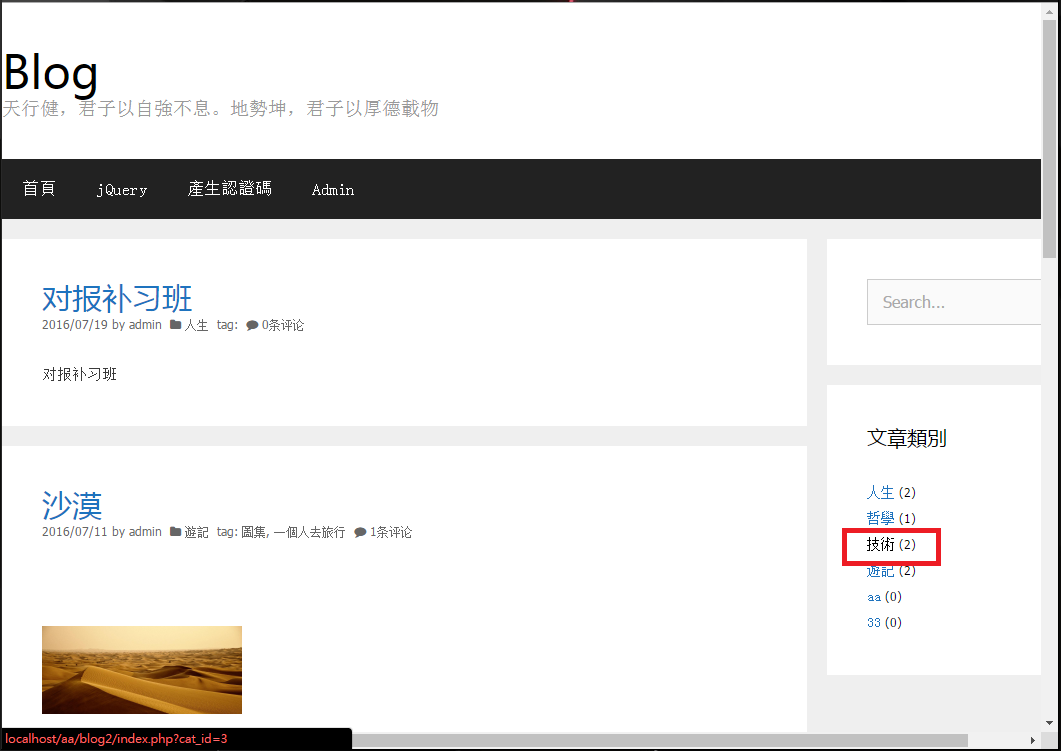 Blog
天行健，君子以自強不息。地勢坤，君子以厚德載物
首頁 jQuery 產生認證碼 Admin
对报补习班
2016/07/19 by admin 人生 tag: 0条评论
对报补习班
沙漠
2016/07/11 by admin 遊記 tag: 圖集, 一個人去旅行 1条评论
Search...
文章類別
人生 (2)
哲學 (1)
技術 (2)
遊記 (2)
aa (0)
33 (0)
localhost/aa/blog2/index.php?cat_id=3